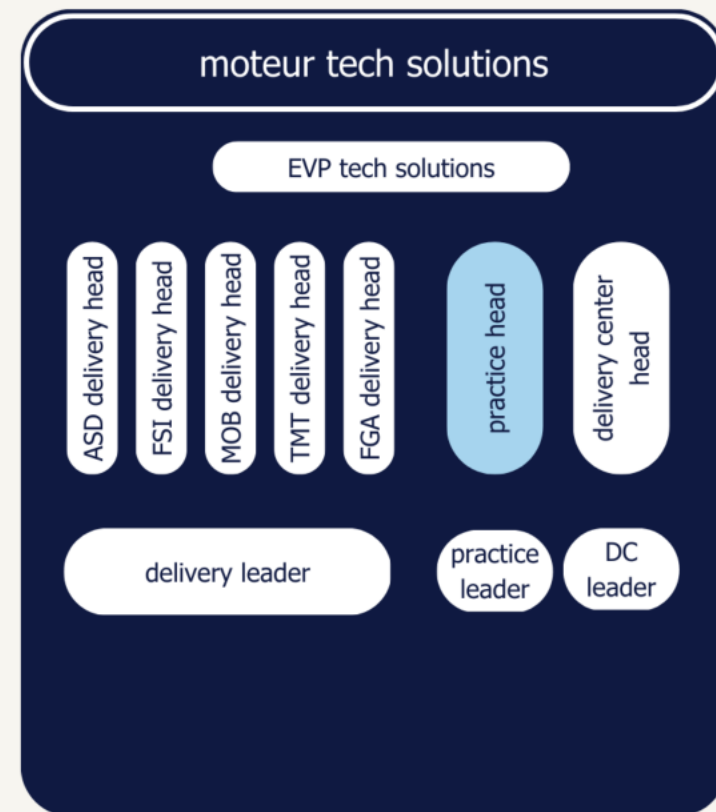 moteur tech solutions
EVP tech solutions
ASD delivery head
FSI delivery head
MOB delivery head
TMT delivery head
FGA delivery head
practice head
delivery center
head
delivery leader
practice
leader
DC
leader